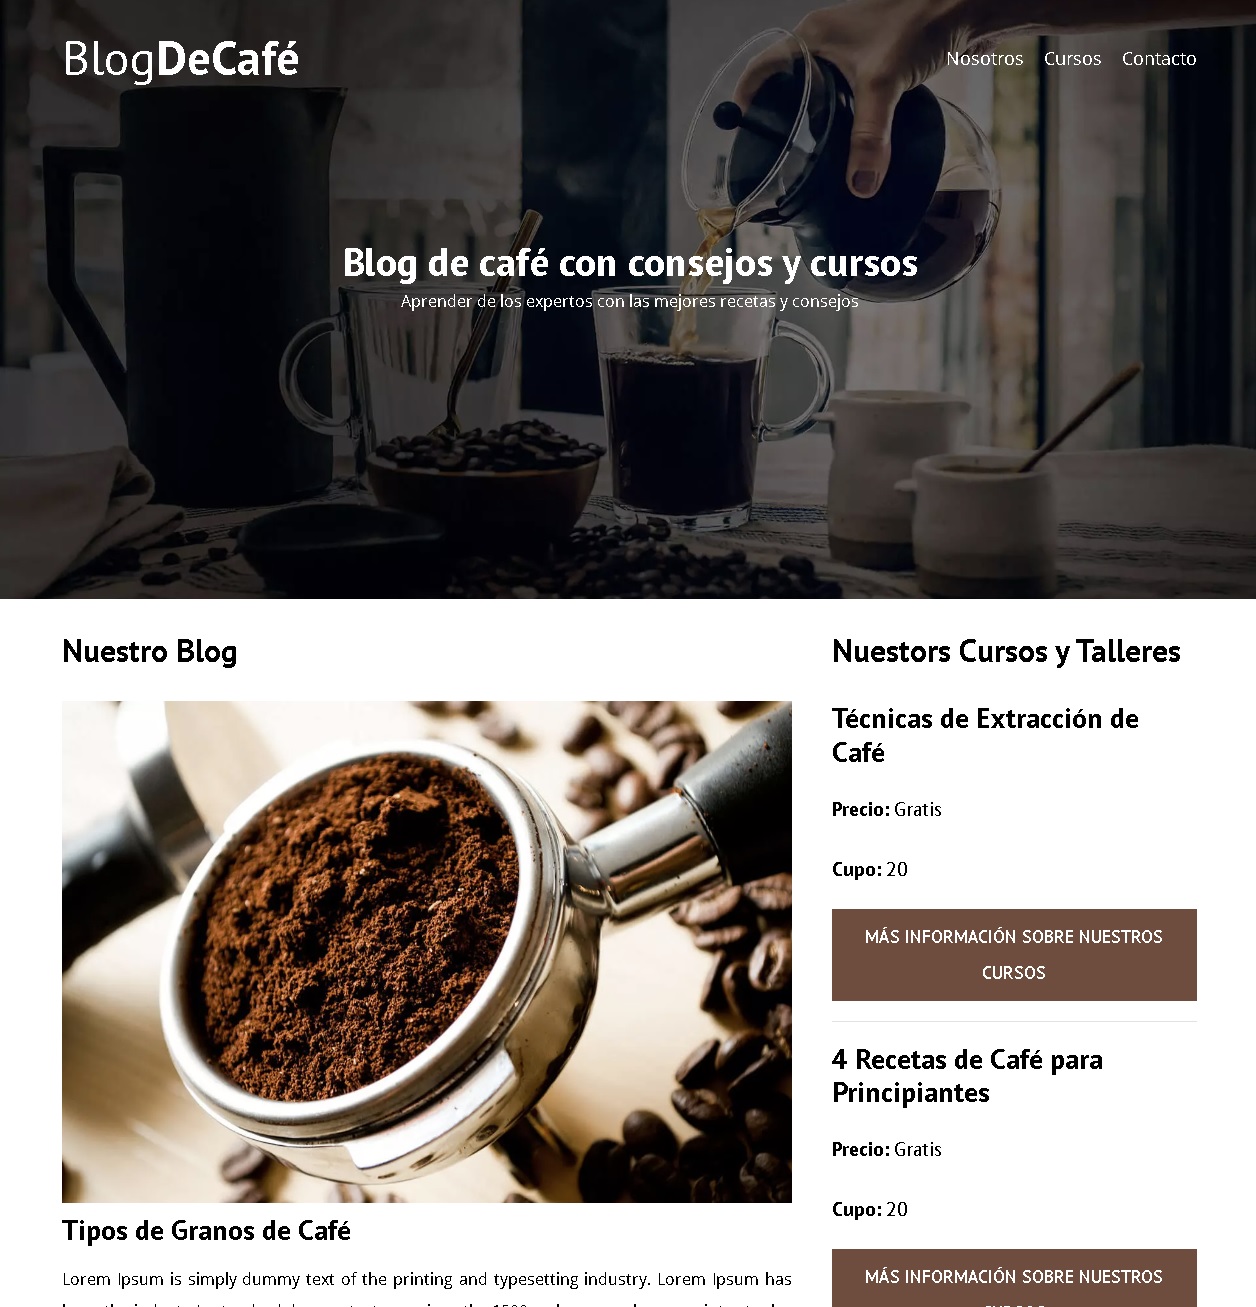 BlogDeCafé
Nosotros Cursos Contacto
Blog de café con consejos y cursos
Aprender de los expertos con las mejores recetas y consejos
Nuestro Blog
Tipos de Granos de Café
Lorem Ipsum is simply dummy text of the printing and typesetting industry. Lorem Ipsum has
Nuestors Cursos y Talleres
Técnicas de Extracción de
Café
Precio: Gratis
Cupo: 20
MÁS INFORMACIÓN SOBRE NUESTROS
CURSOS
4 Recetas de Café para
Principiantes
Precio: Gratis
Cupo: 20
MÁS INFORMACIÓN SOBRE NUESTROS